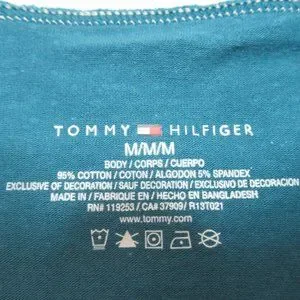 TOMMY HILFIGER
M/M/M
BODY / CORPS / CUERPO
95% COTTON / COTON / ALGODON 5% SPANDEX
EXCLUSIVE OF DECORATION / SAUF DECORATION / EXCLUSIVO DE DECORACION
MADE IN / FABRIQUE EN / HECHO EN BANGLADESH
RN# 119253 / CA# 37909 / R13T021
www.tommy.com